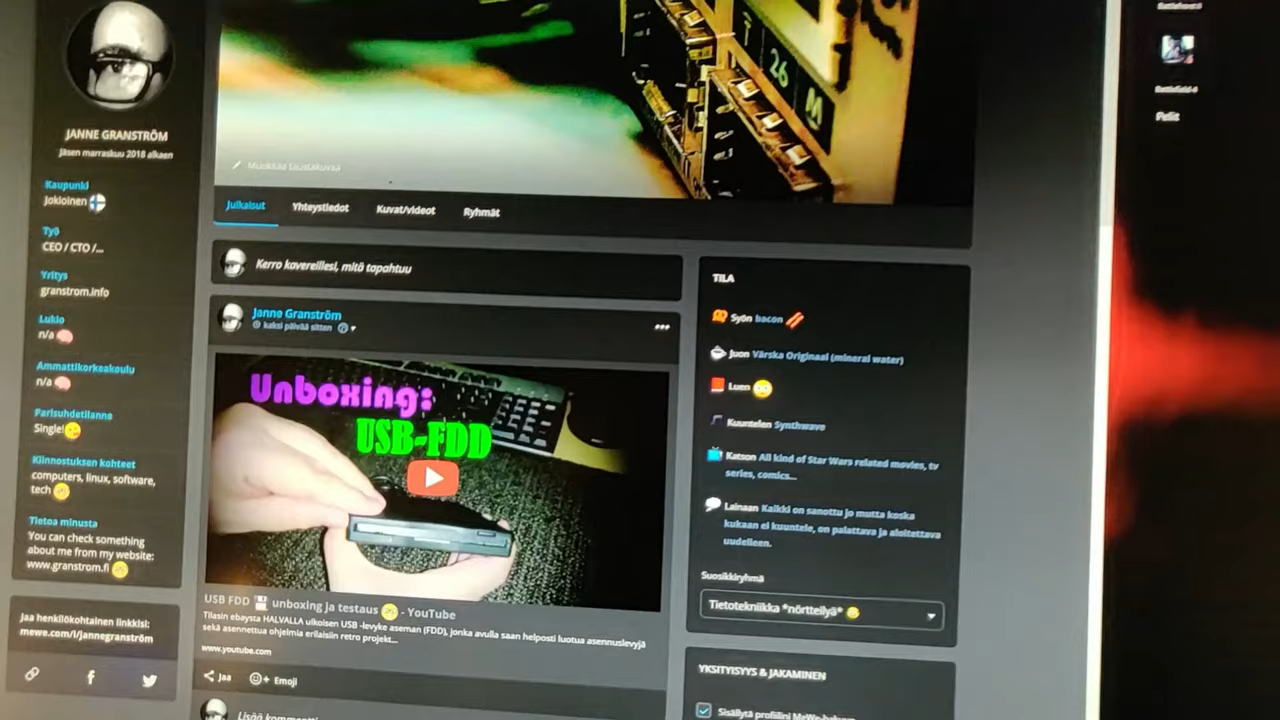 JANNE GRANSTRÖM
Jäsen marraskuu 2018 alkaen
Kaupunki
Jokioinen
Työ
CEO / CTO /...
Yritys
granstrom.info
Lukio
n/a
Ammattikorkeakoulu
n/a
Parisuhdetilanne
Single!
Kiinnostuksen kohteet
computers, linux, software,
tech
Tietoa minusta
You can check something
about me from my website:
www.granstrom.fi
Jaa henkilökohtainen linkkisi:
mewe.com/i/jannegranström
Muokkaa taustakuvaa
26
Julkaisut Yhteystiedot Kuvat/videot Ryhmät
Kerro kavereillesi, mitä tapahtuu
Janne Granström
kaksi päivää sitten
Unboxing:
USB-FDD
USB FDD unboxing ja testaus - YouTube
Tilasin ebaysta HALVALLA ulkoisen USB -levyke aseman (FDD), jonka avulla saan helposti luotua asennuslevyjä
sekä asennettua ohjelmia erilaisiin retro projekt...
www.youtube.com
Jaa Emoji
Lisää kommentti
TILA
Syön bacon
Juon Värska Originaal (mineral water)
Luen
Kuuntelen Synthwave
Katson All kind of Star Wars related movies, tv
series, comics...
Lainaan Kaikki on sanottu jo mutta koska
kukaan ei kuuntele, on palattava ja aloitettava
uudelleen.
Suosikkiryhmä
Tietotekniikka *nörtteilyä*
YKSITYISYYS & JAKAMINEN
Sisällytä profiilini MeWe-hakuun
Battlefield 4
Pelit